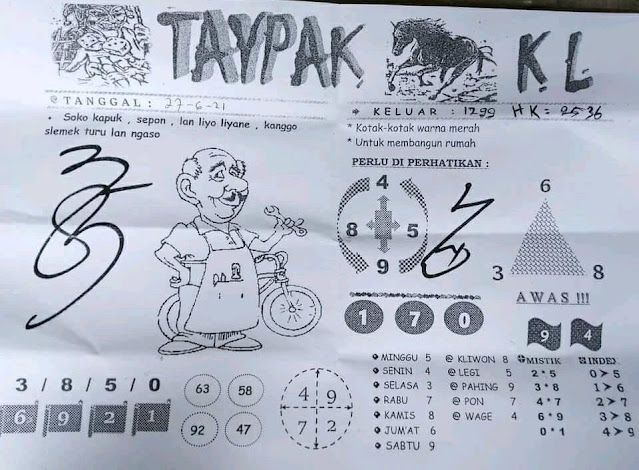 TAYPAK KL
@ TANGGAL : 27-6-21
→ KELUAR : 1299 HK = 2536
• Soko kapuk , sepon , lan liyo liyane , kanggo
slemek turu lan ngaso
* Kotak-kotak warna merah
* Untuk membangun rumah
PERLU DI PERHATIKAN :
4
8 5
9
6
3 8
A W A S !!!
1 7 0
9 4
3 / 8 / 5 / 0
6 9 2 1
63 58
92 47
4 9
7 2
MINGGU 5
SENIN 4
SELASA 3
RABU 7
KAMIS 8
JUM'AT 6
SABTU 9
@ KLIWON 8
@ LEGI 5
@ PAHING 9
@ PON 7
@ WAGE 4
MISTIK
2 * 5
3 * 8
4 * 7
6 * 9
0 * 1
INDEX
0 > 5
1 > 6
2 > 7
3 > 8
4 > 9